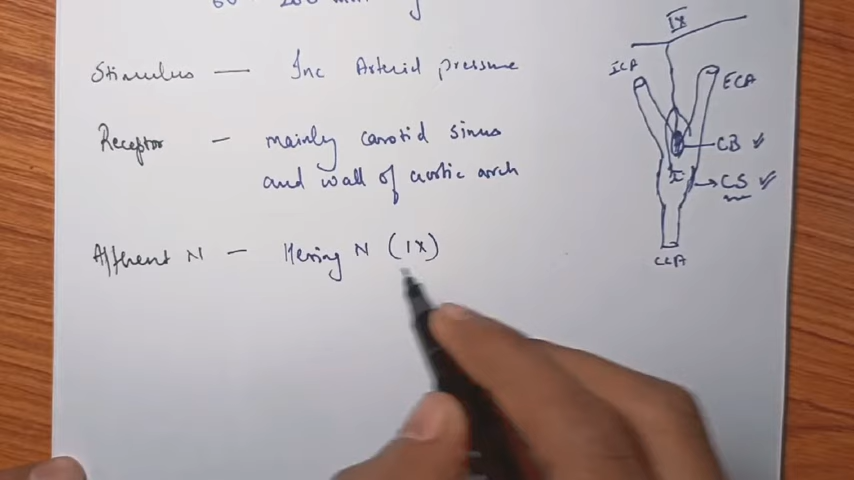 Stimulus — Inc Arterial pressure
Receptor — mainly carotid sinus
and wall of aortic arch
Afferent N — Hering N (IX)
IX
ICA
ECA
CB ✓
CS ✓
CCA